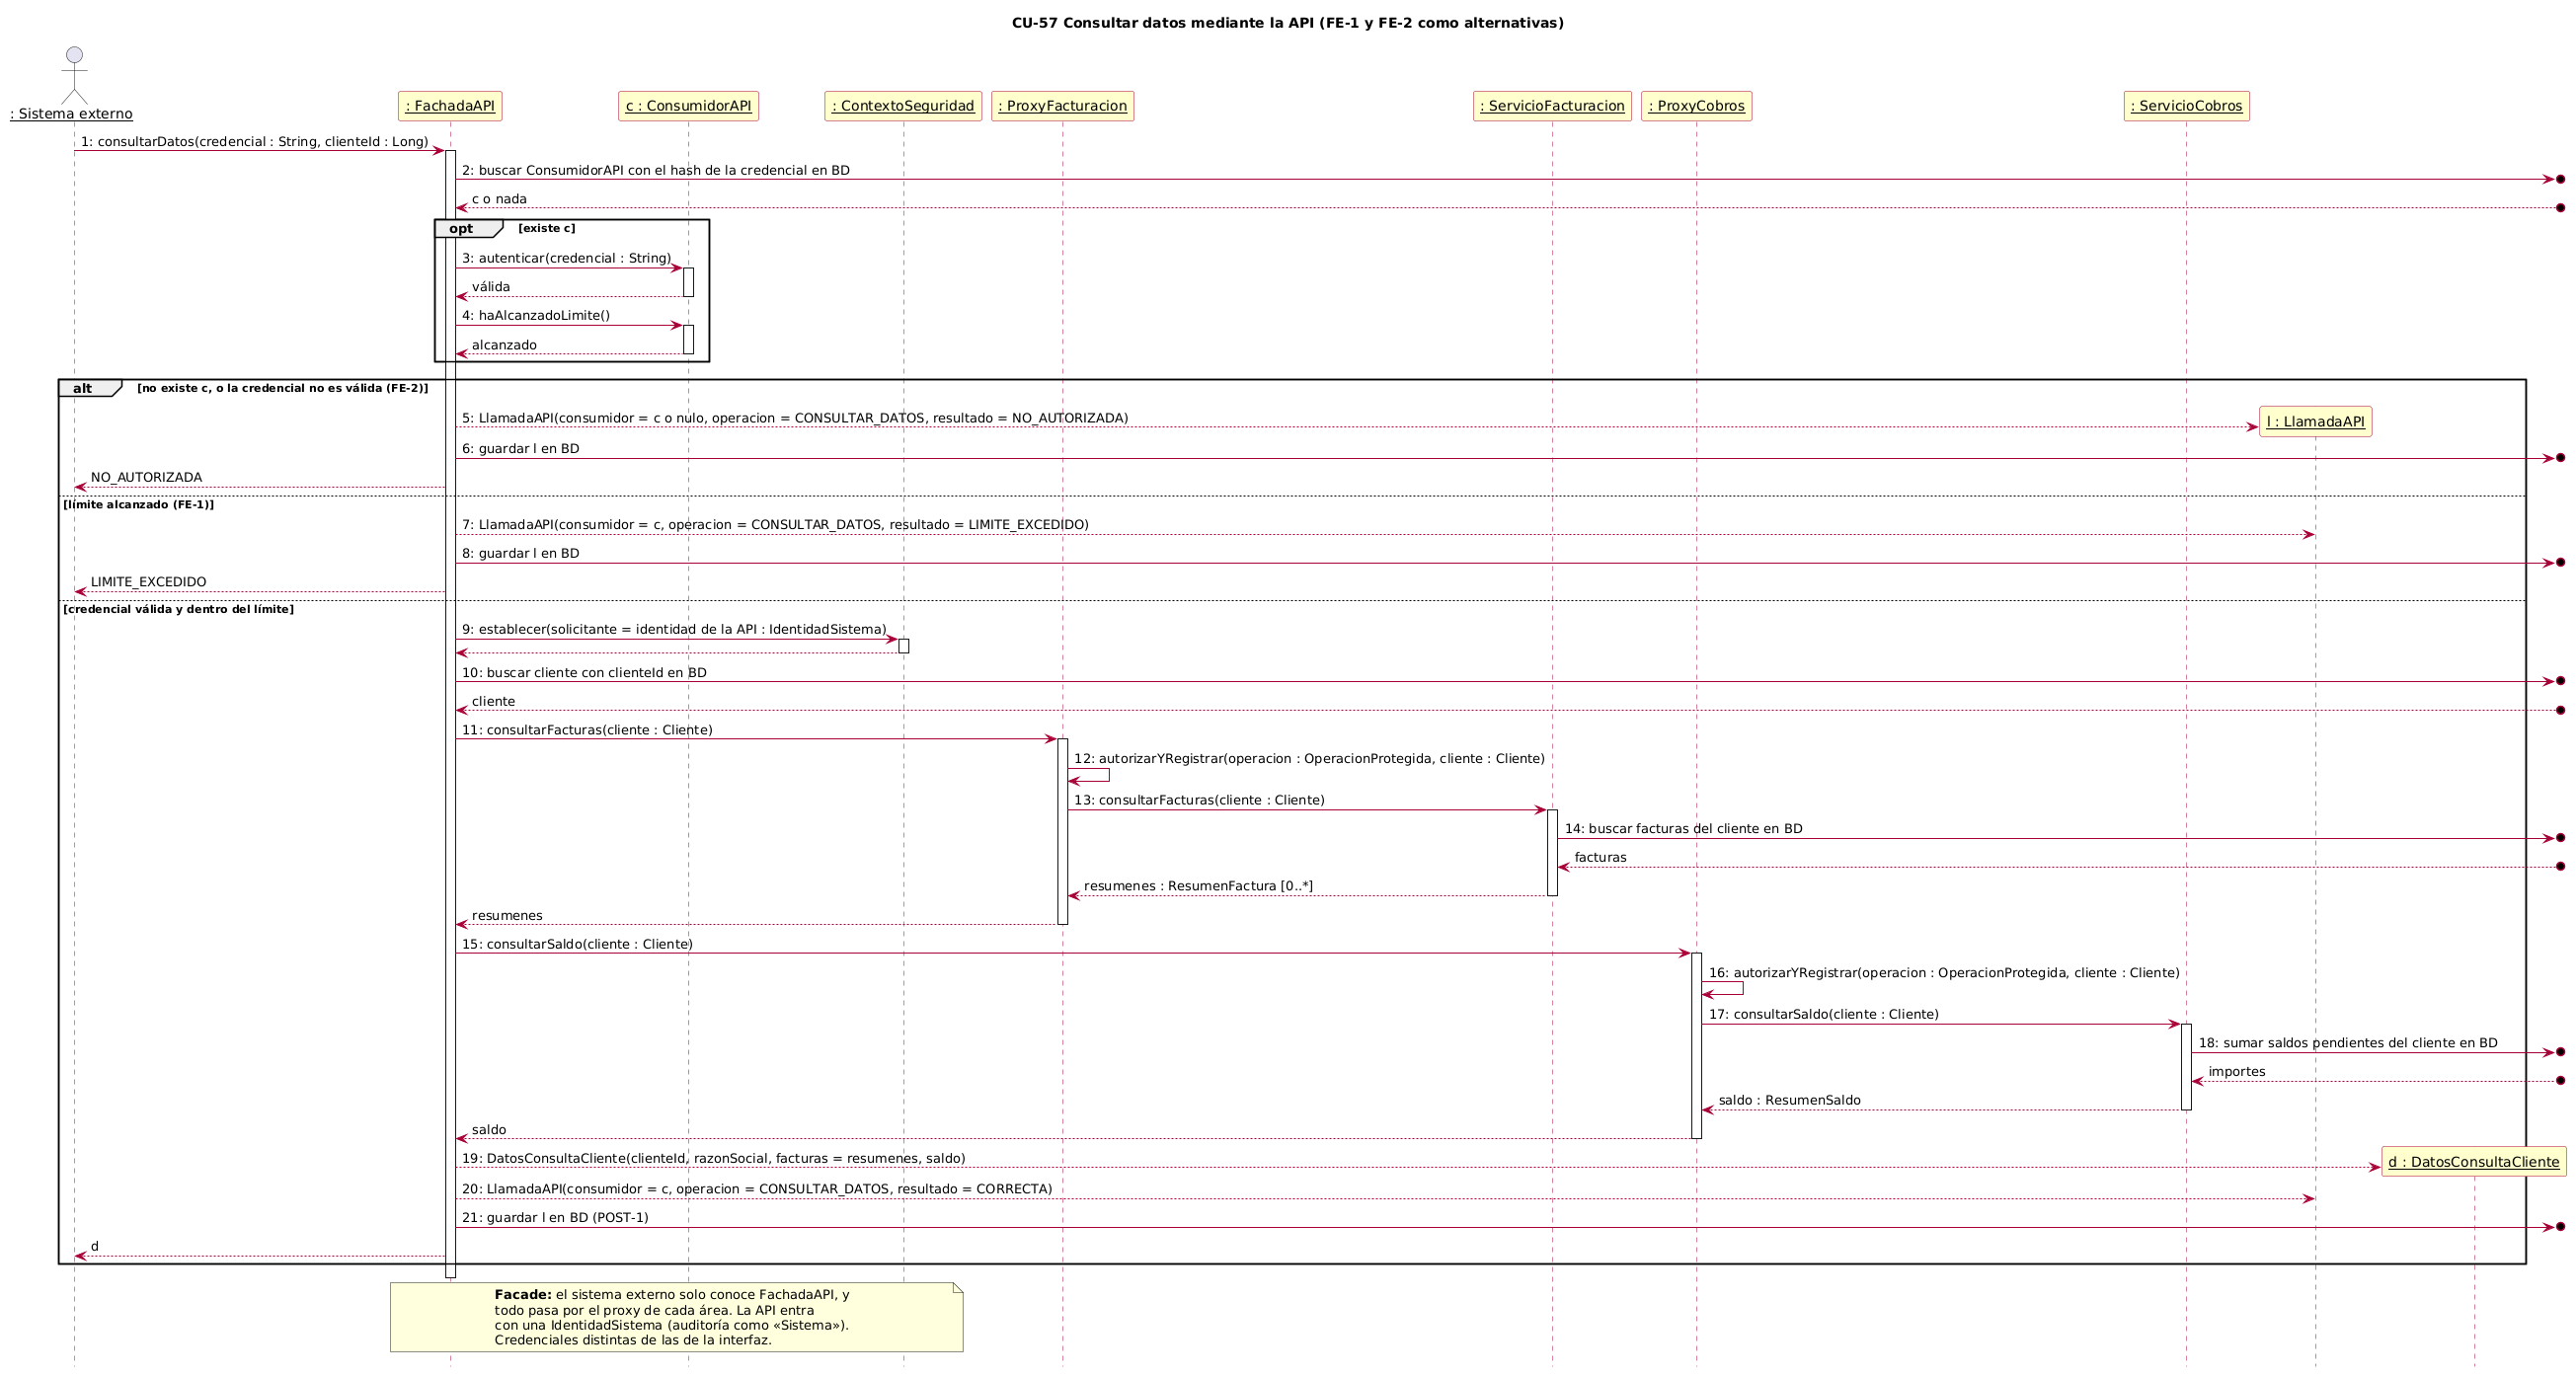 CU-57 Consultar datos mediante la API (FE-1 y FE-2 como alternativas)
: Sistema externo
: FachadaAPI
c : ConsumidorAPI
: ContextoSeguridad
: ProxyFacturacion
: ServicioFacturacion
: ProxyCobros
: ServicioCobros
1: consultarDatos(credencial : String, clienteId : Long)
2: buscar ConsumidorAPI con el hash de la credencial en BD
c o nada
opt [existe c]
3: autenticar(credencial : String)
válida
4: haAlcanzadoLimite()
alcanzado
alt [no existe c, o la credencial no es válida (FE-2)]
5: LlamadaAPI(consumidor = c o nulo, operacion = CONSULTAR_DATOS, resultado = NO_AUTORIZADA)
l : LlamadaAPI
6: guardar l en BD
NO_AUTORIZADA
[límite alcanzado (FE-1)]
7: LlamadaAPI(consumidor = c, operacion = CONSULTAR_DATOS, resultado = LIMITE_EXCEDIDO)
8: guardar l en BD
LIMITE_EXCEDIDO
[credencial válida y dentro del límite]
9: establecer(solicitante = identidad de la API : IdentidadSistema)
10: buscar cliente con clienteId en BD
cliente
11: consultarFacturas(cliente : Cliente)
12: autorizarYRegistrar(operacion : OperacionProtegida, cliente : Cliente)
13: consultarFacturas(cliente : Cliente)
14: buscar facturas del cliente en BD
facturas
resumenes : ResumenFactura [0..*]
resumenes
15: consultarSaldo(cliente : Cliente)
16: autorizarYRegistrar(operacion : OperacionProtegida, cliente : Cliente)
17: consultarSaldo(cliente : Cliente)
18: sumar saldos pendientes del cliente en BD
importes
saldo : ResumenSaldo
saldo
19: DatosConsultaCliente(clienteId, razonSocial, facturas = resumenes, saldo)
d : DatosConsultaCliente
20: LlamadaAPI(consumidor = c, operacion = CONSULTAR_DATOS, resultado = CORRECTA)
21: guardar l en BD (POST-1)
d
Facade: el sistema externo solo conoce FachadaAPI, y
todo pasa por el proxy de cada área. La API entra
con una IdentidadSistema (auditoría como «Sistema»).
Credenciales distintas de las de la interfaz.